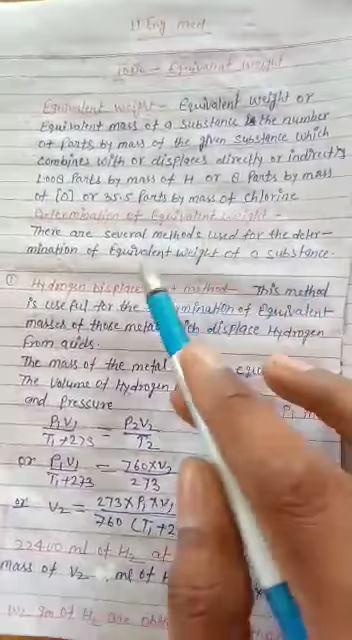 11 Eng med
Topic - Equivalent weight
Equivalent weight - Equivalent weight or
Equivalent mass of a substance is the number
of parts by mass of the given substance which
combines with or displaces directly or indirectly
1.008 parts by mass of H or 8 parts by mass
of [O] or 35.5 parts by mass of chlorine
Determination of Equivalent weight -
There are several methods used for the deter-
mination of Equivalent weight of a substance.
① Hydrogen method - This method
is useful for the of Equivalent
masses of those which displace Hydrogen
from acids.
The mass of the metal
The volume of Hydrogen
and pressure
P₁V₁/T₁+273 = P₂V₂/T₂
or P₁V₁/T₁+273 = 760×V₂/273
or V₂ = 273×P₁×V₁/760 (T₁+2
22400 ml of H₂ at
mass of V₂ ml of
gm of H₂ are